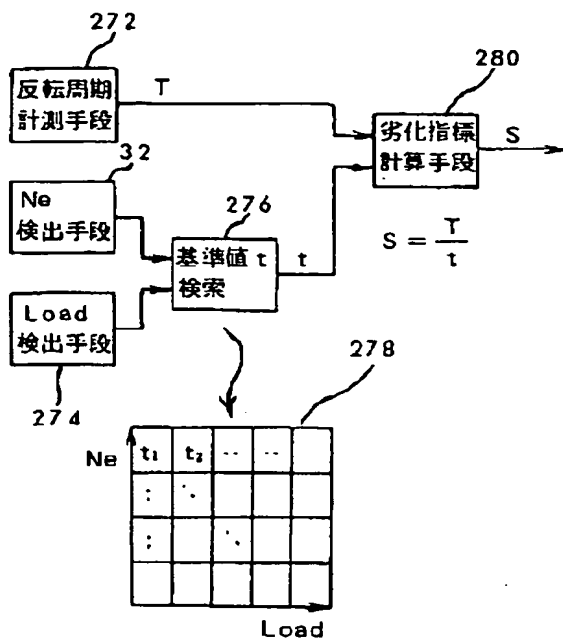 272
反転周期
計測手段
T
280
劣化指標
計算手段
S
S = T/t
32
Ne
検出手段
276
基準値 t
検索
t
Load
検出手段
274
278
Ne
t₁ t₂ ‥ ‥
: ⋱
: ⋱
Load